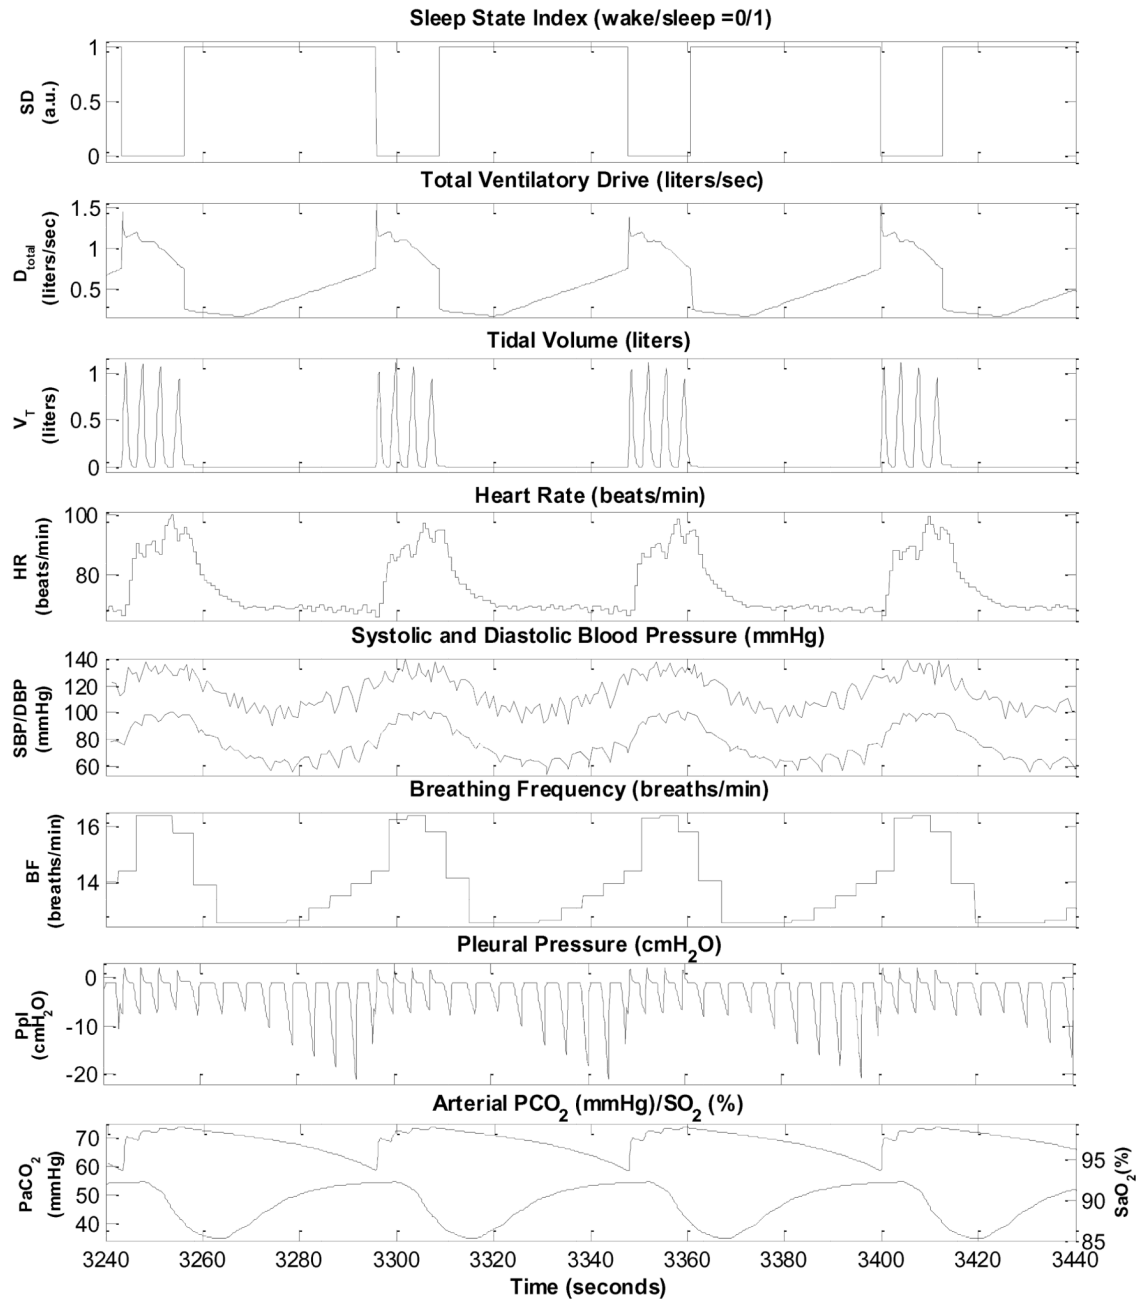 Sleep State Index (wake/sleep =0/1)
1
0.5
0
SD
(a.u.)
Total Ventilatory Drive (liters/sec)
1.5
1
0.5
D_total
(liters/sec)
Tidal Volume (liters)
1
0.5
0
V_T
(liters)
Heart Rate (beats/min)
100
80
HR
(beats/min)
Systolic and Diastolic Blood Pressure (mmHg)
140
120
100
80
60
SBP/DBP
(mmHg)
Breathing Frequency (breaths/min)
16
14
BF
(breaths/min)
Pleural Pressure (cmH₂O)
0
-10
-20
Ppl
(cmH₂O)
Arterial PCO₂ (mmHg)/SO₂ (%)
70
60
50
40
PaCO₂
(mmHg)
95
90
85
SaO₂(%)
3240 3260 3280 3300 3320 3340 3360 3380 3400 3420 3440
Time (seconds)